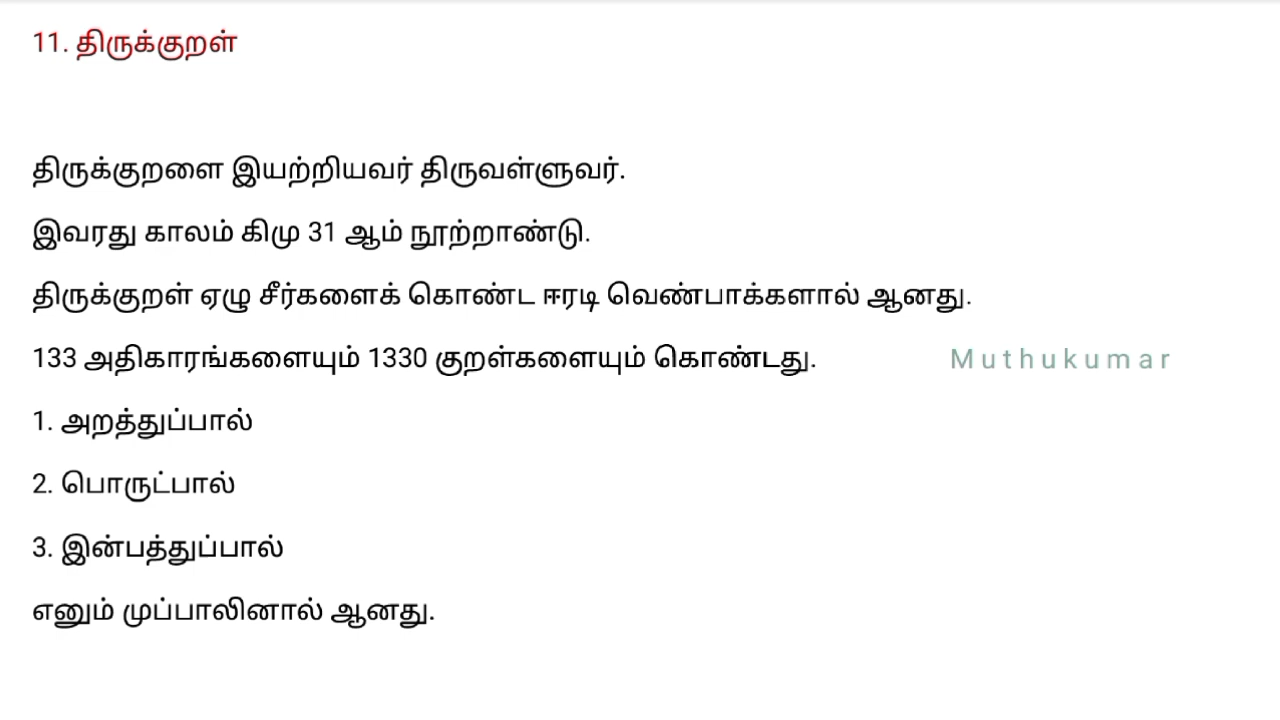 11. திருக்குறள்
திருக்குறளை இயற்றியவர் திருவள்ளுவர்.
இவரது காலம் கிமு 31 ஆம் நூற்றாண்டு.
திருக்குறள் ஏழு சீர்களைக் கொண்ட ஈரடி வெண்பாக்களால் ஆனது.
133 அதிகாரங்களையும் 1330 குறள்களையும் கொண்டது. Muthukumar
1. அறத்துப்பால்
2. பொருட்பால்
3. இன்பத்துப்பால்
எனும் முப்பாலினால் ஆனது.